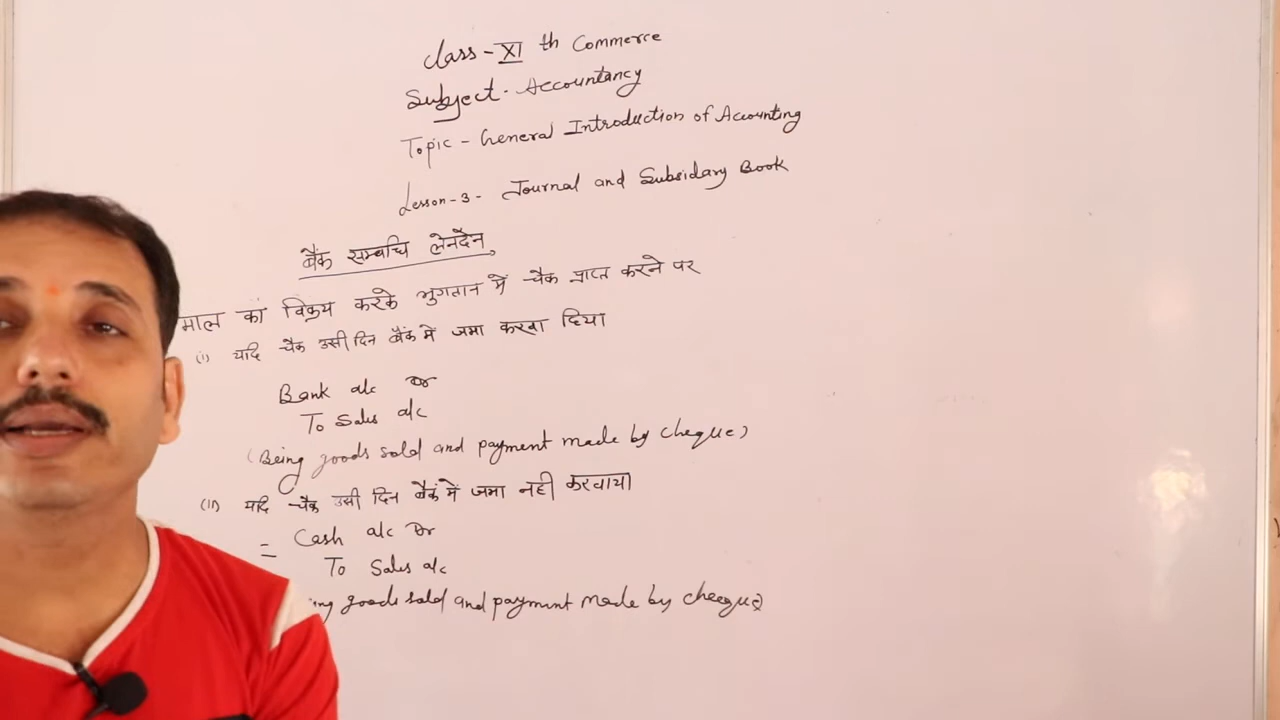 Class - XI th Commerce
Subject - Accountancy
Topic - General Introduction of Accounting
Lesson - 3 - Journal and Subsidary Book
बैंक सम्बंधि लेनदेन
माल का विक्रय करके भुगतान में चैक प्राप्त करने पर
(i) यदि चैक उसी दिन बैंक में जमा करवा दिया
Bank a/c Dr
To Sales a/c
(Being goods sold and payment made by cheque)
(ii) यदि चैक उसी दिन बैंक में जमा नही करवाया
= Cash a/c Dr
To Sales a/c
goods sold and payment made by cheque